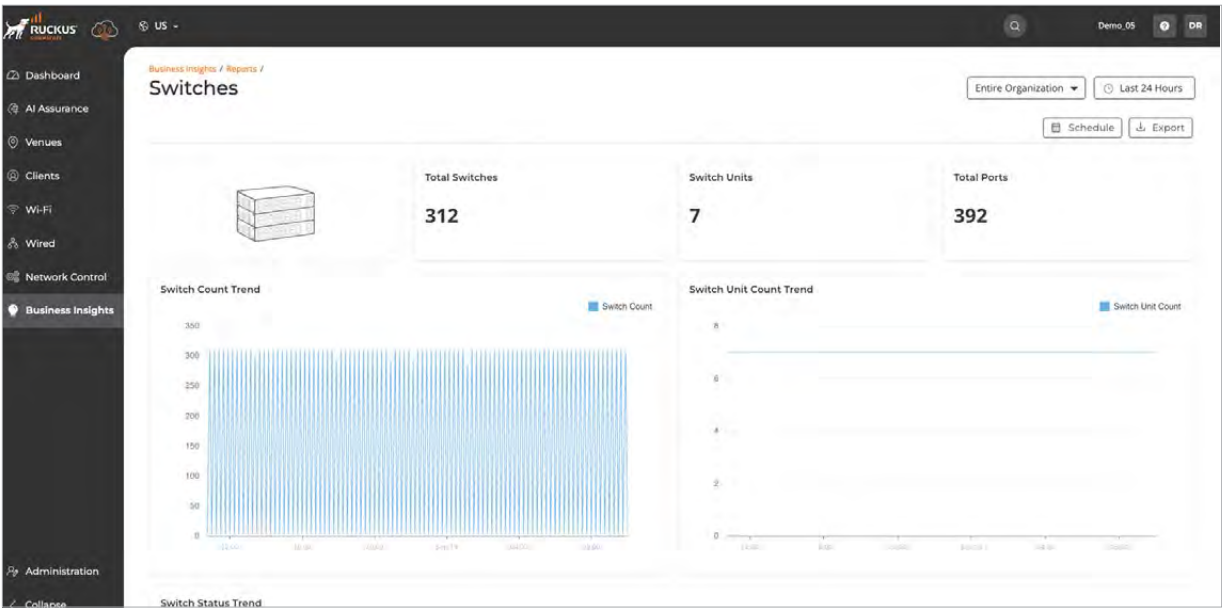 RUCKUS
US
Demo_05
DR
Dashboard
AI Assurance
Venues
Clients
Wi-Fi
Wired
Network Control
Business Insights
Administration
Collapse
Business Insights / Reports /
Switches
Entire Organization
Last 24 Hours
Schedule
Export
Total Switches
312
Switch Units
7
Total Ports
392
Switch Count Trend
Switch Count
350
300
250
200
150
100
50
0
Switch Unit Count Trend
Switch Unit Count
8
6
4
2
0
Switch Status Trend